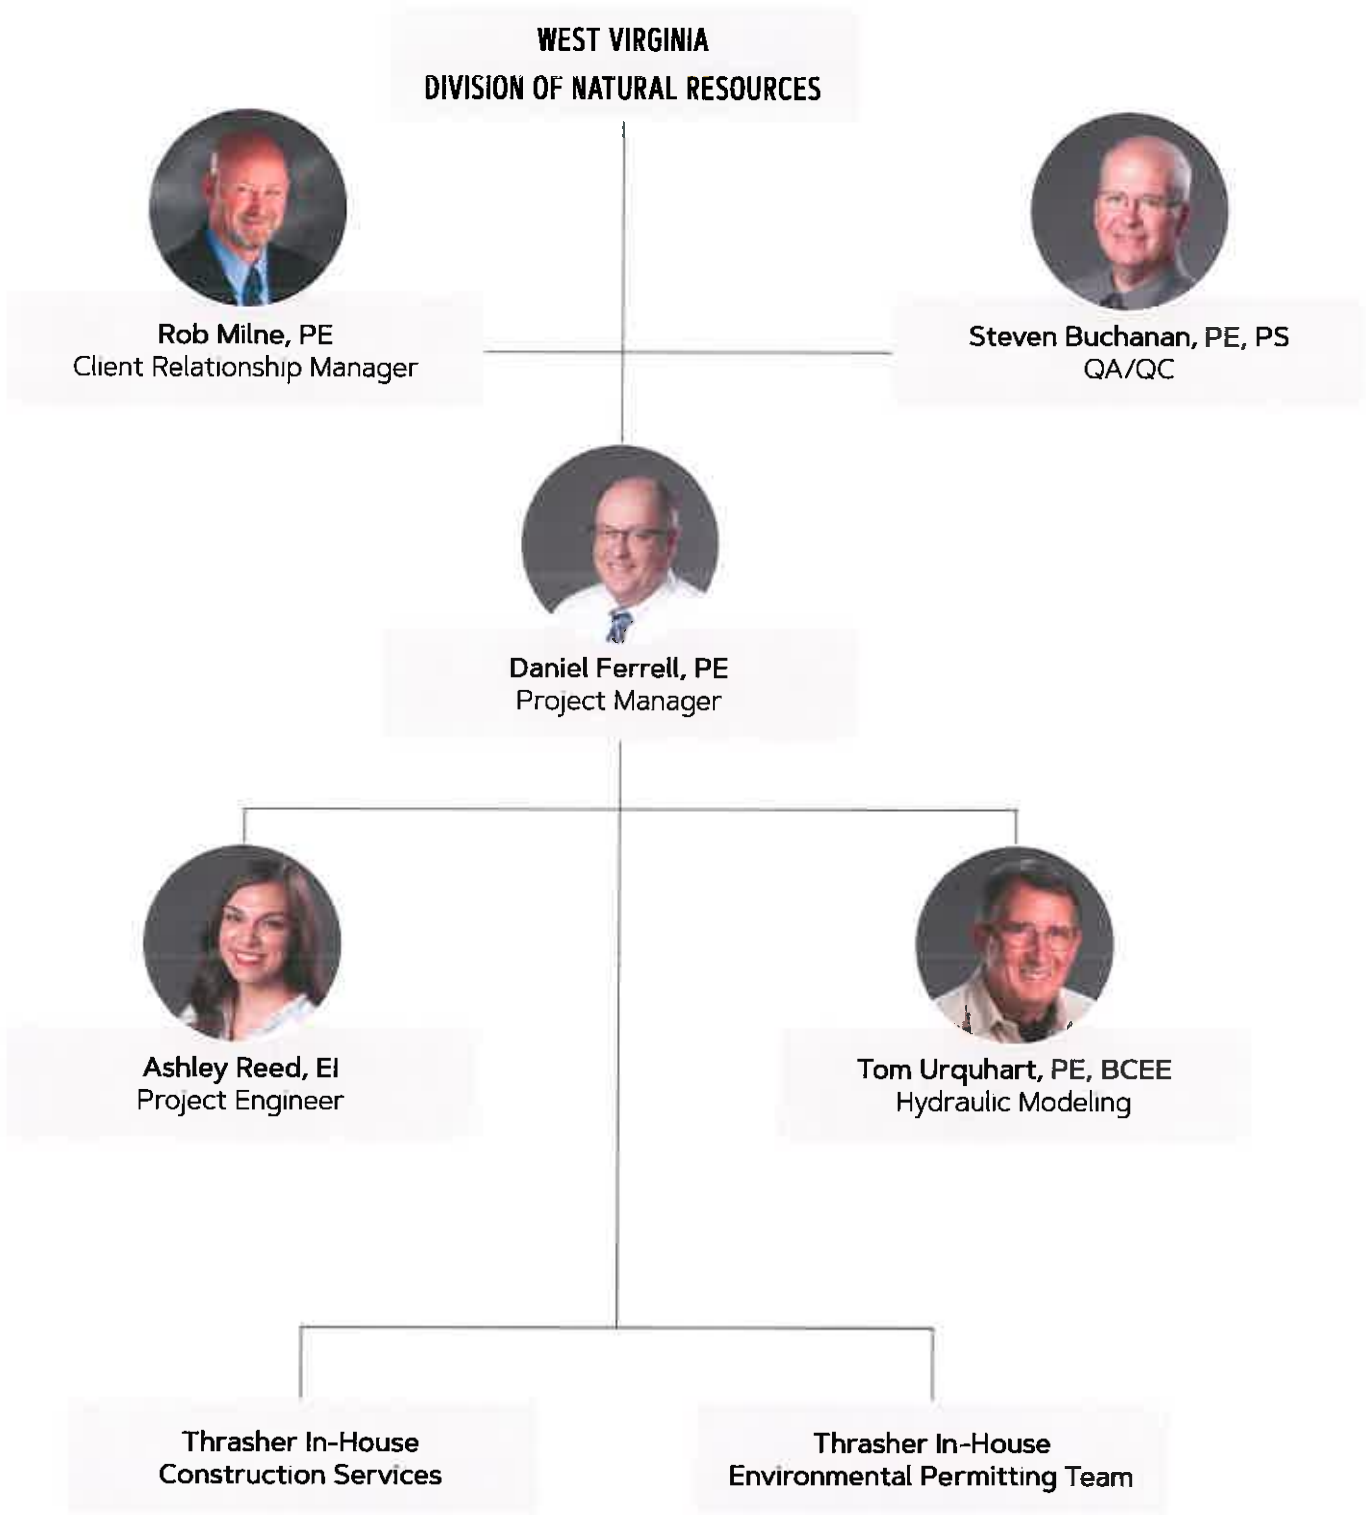 WEST VIRGINIA
DIVISION OF NATURAL RESOURCES
Rob Milne, PE
Client Relationship Manager
Steven Buchanan, PE, PS
QA/QC
Daniel Ferrell, PE
Project Manager
Ashley Reed, EI
Project Engineer
Tom Urquhart, PE, BCEE
Hydraulic Modeling
Thrasher In-House
Construction Services
Thrasher In-House
Environmental Permitting Team